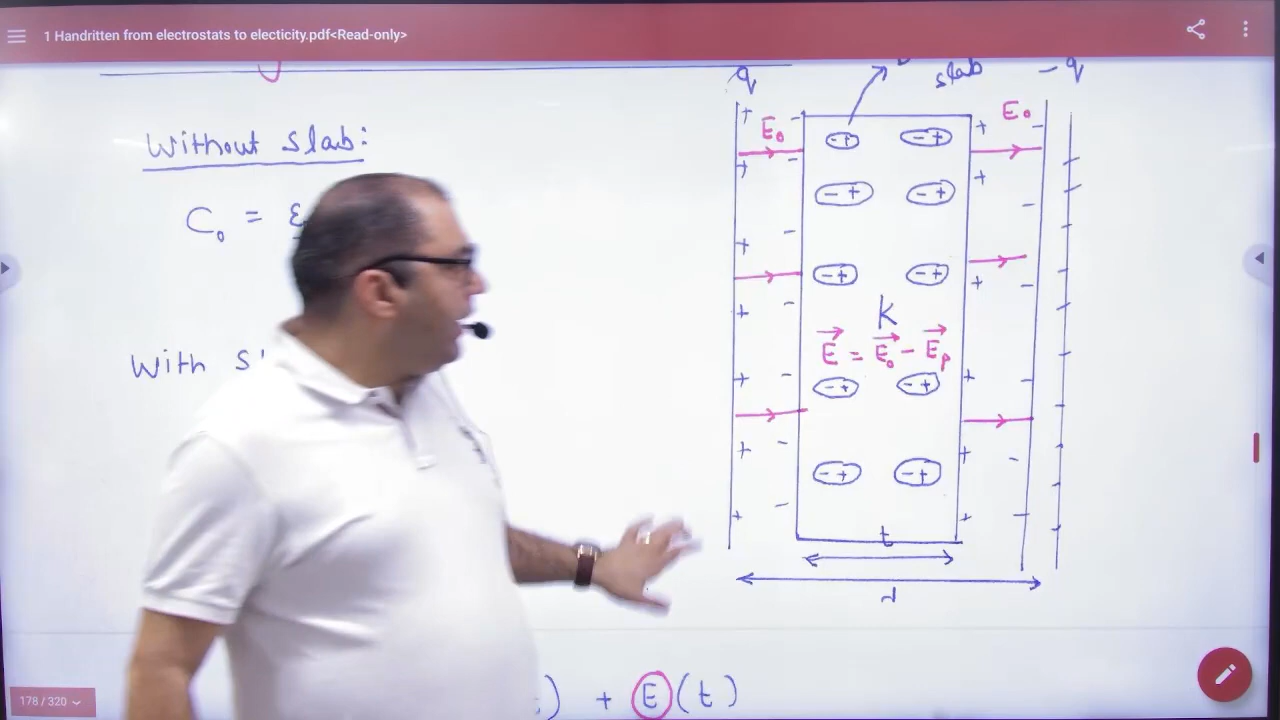 1 Handritten from electrostats to electicity.pdf<Read-only>
q slab – q
Without Slab:
E₀ E₀
C₀ = ε
K
E⃗ = E⃗₀ – E⃗p
With S
t
d
) + E (t)
178 / 320